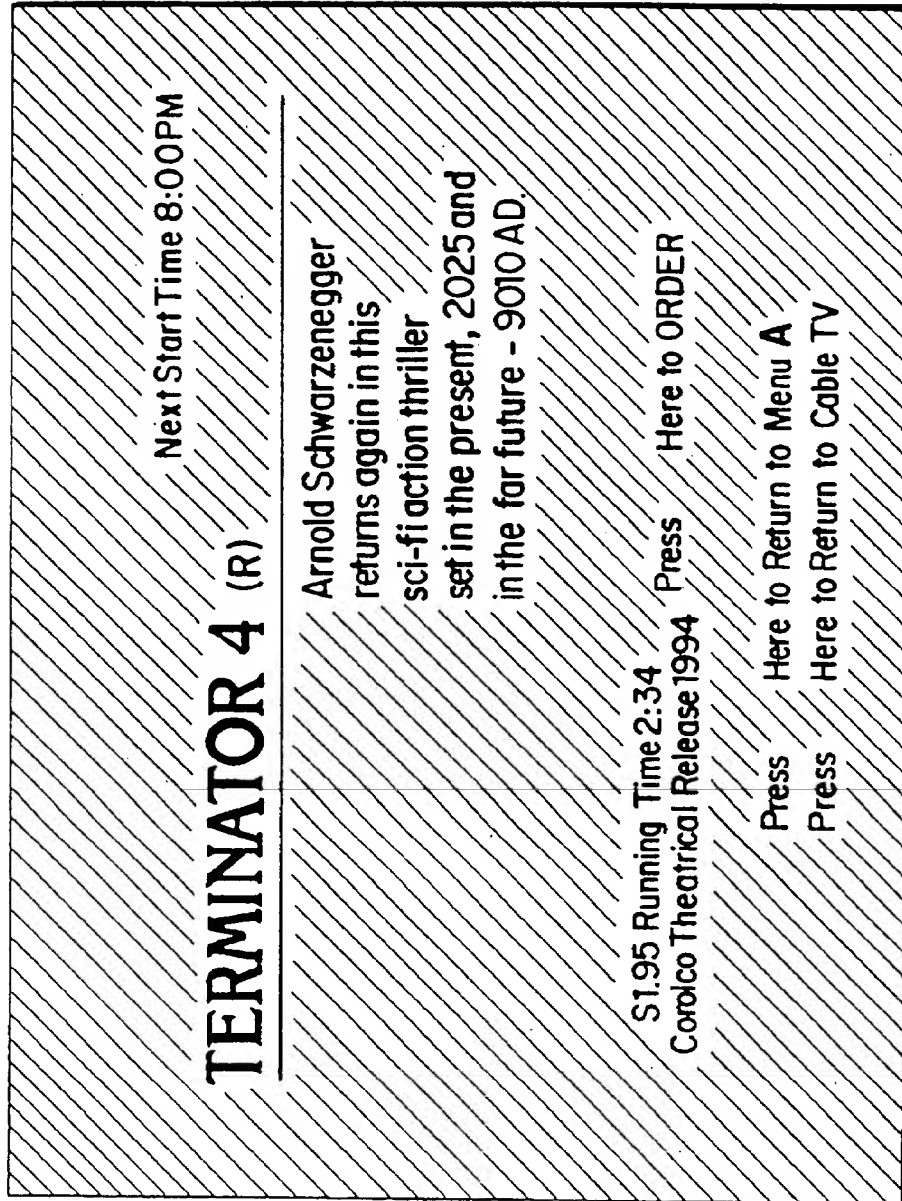 Next Start Time 8:00PM
TERMINATOR 4 (R)
Arnold Schwarzenegger
returns again in this
sci-fi action thriller
set in the present, 2025 and
in the far future - 9010 AD.
S1.95 Running Time 2:34
Corolco Theatrical Release 1994
Press Here to ORDER
Press Here to Return to Menu A
Press Here to Return to Cable TV